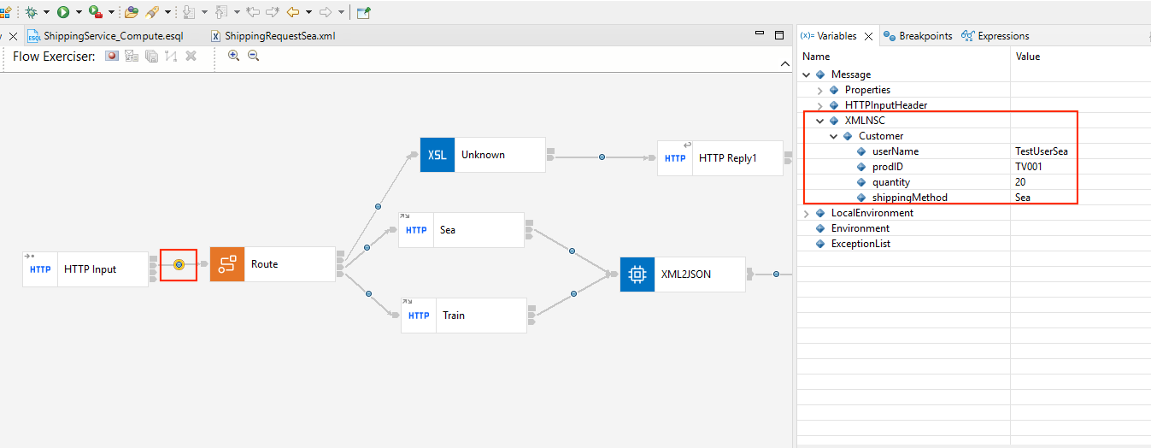 ShippingService_Compute.esql
ShippingRequestSea.xml
Flow Exerciser:
XSL Unknown
HTTP HTTP Reply1
HTTP Sea
HTTP HTTP Input
Route
XML2JSON
HTTP Train
(x)= Variables
Breakpoints
Expressions
Name Value
Message
Properties
HTTPInputHeader
XMLNSC
Customer
userName TestUserSea
prodID TV001
quantity 20
shippingMethod Sea
LocalEnvironment
Environment
ExceptionList